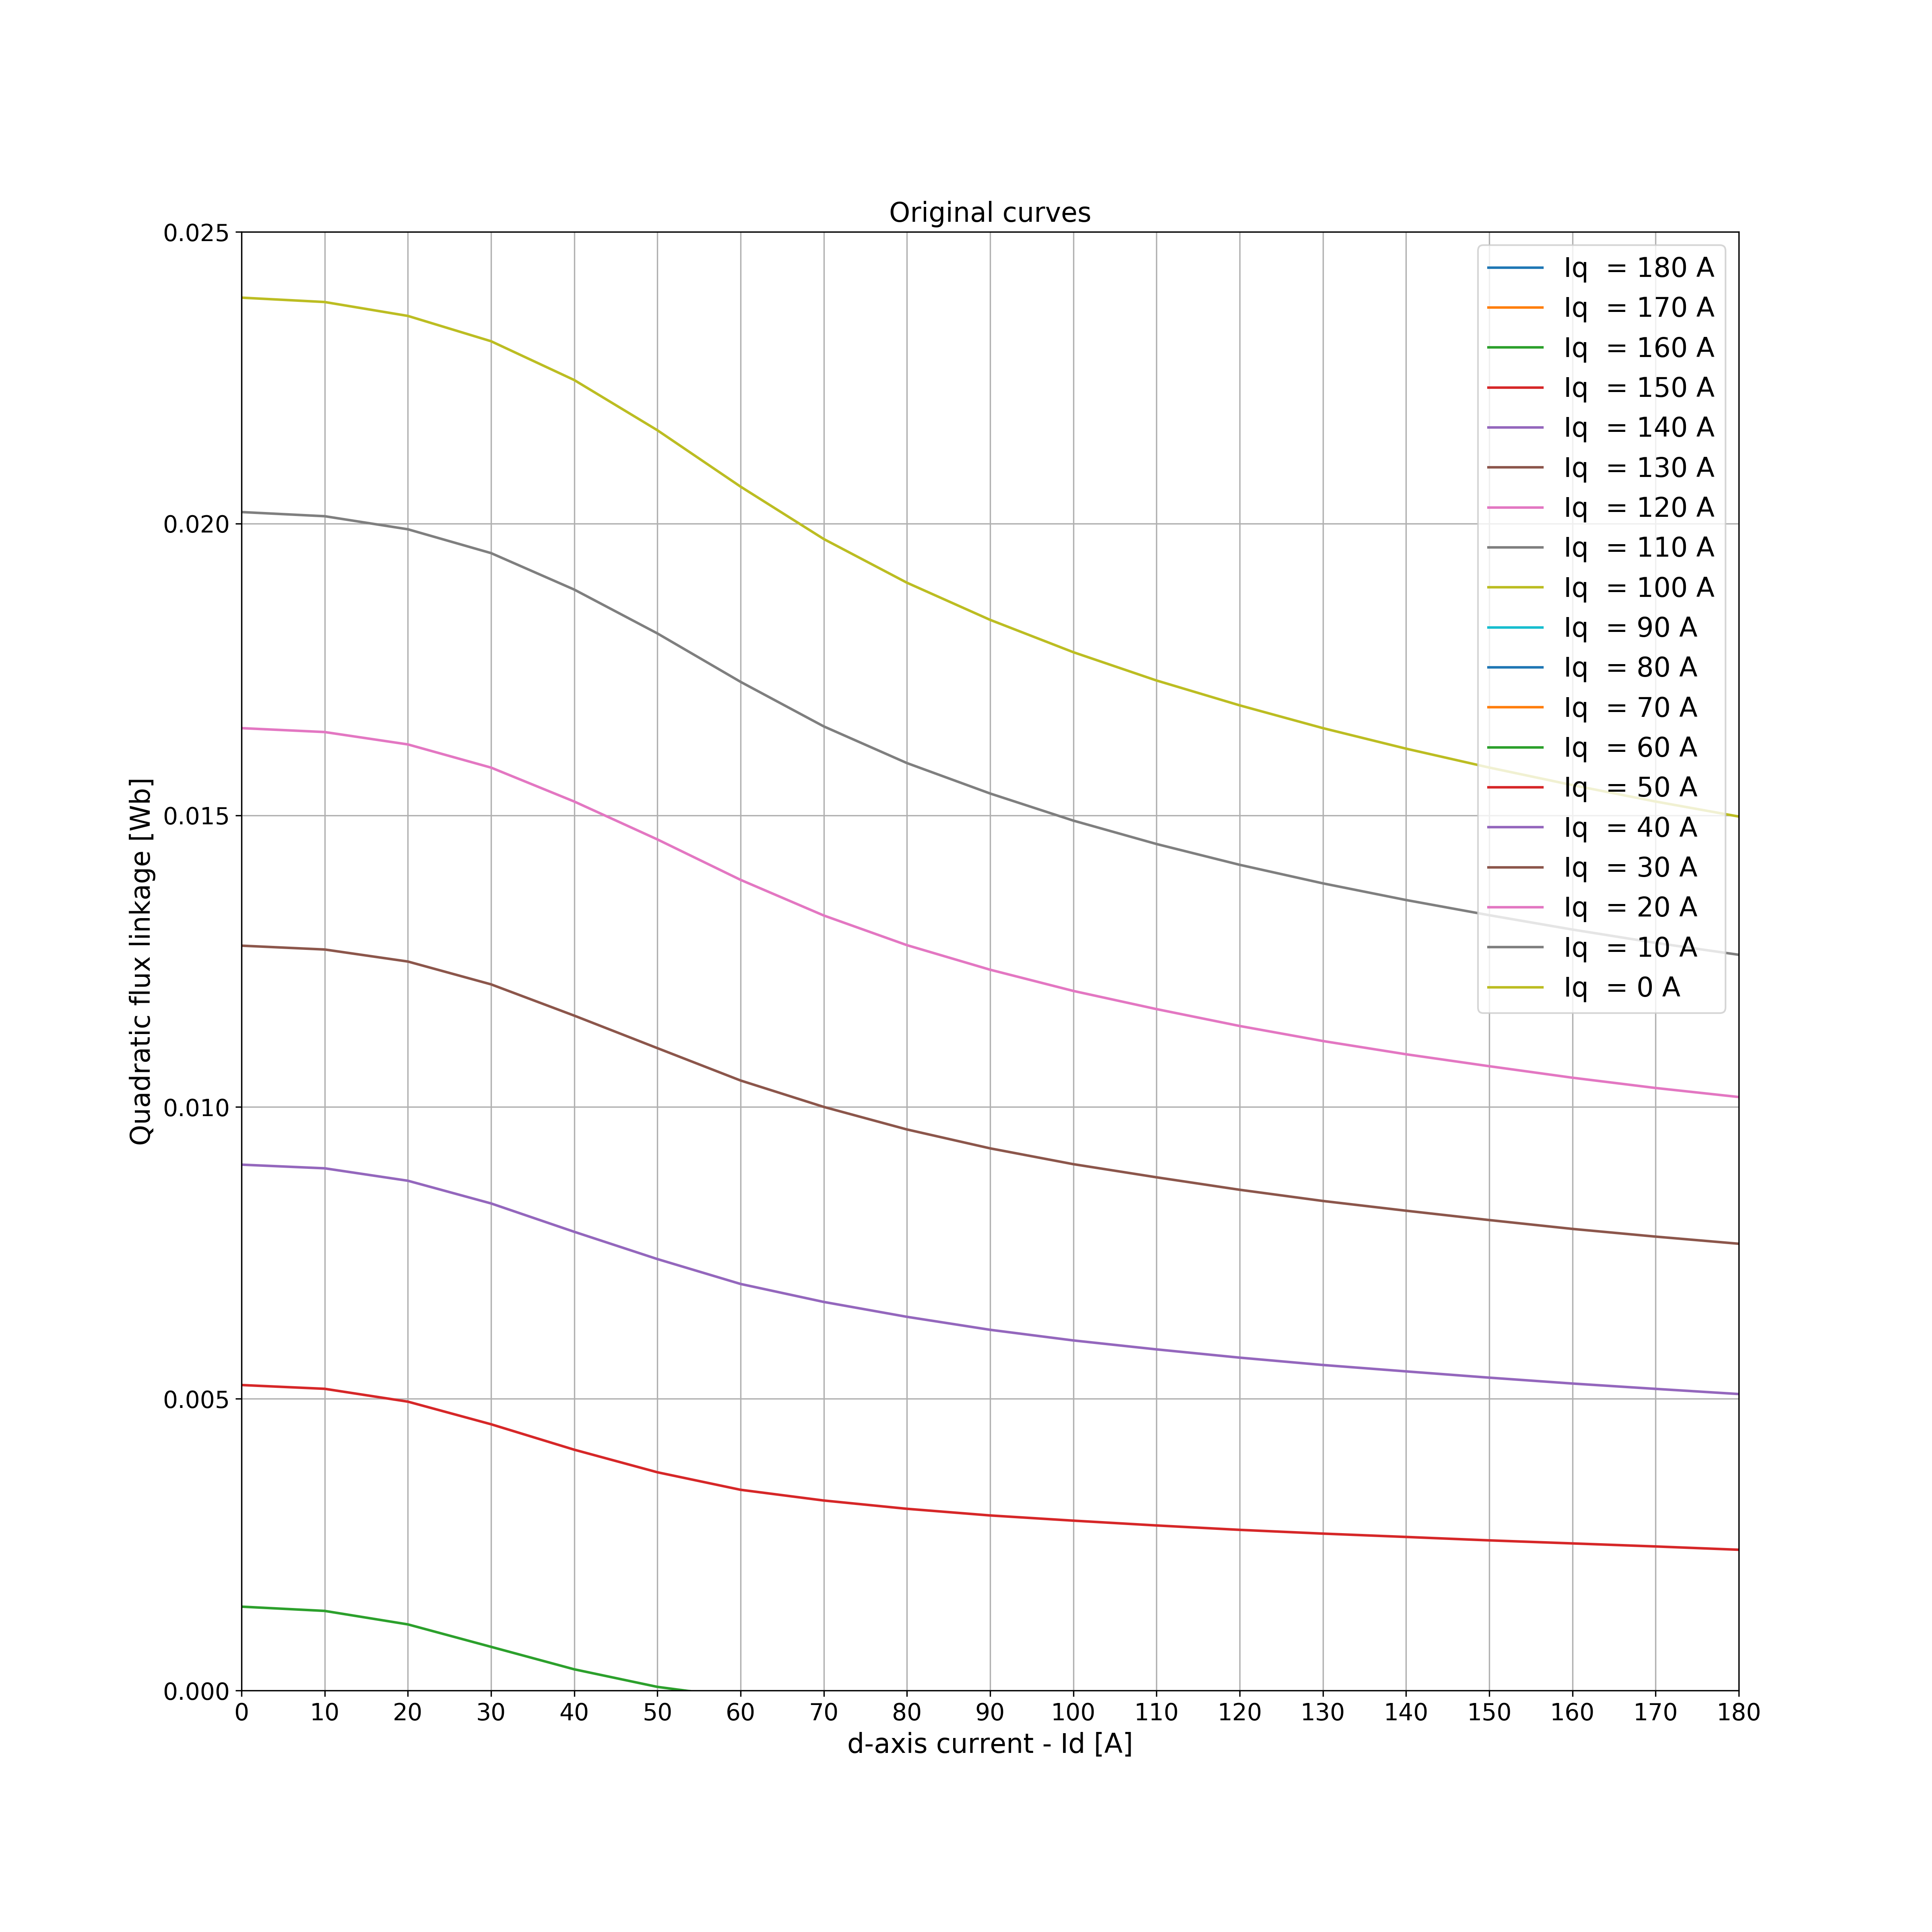 Original curves
0.025
0.020
0.015
0.010
0.005
0.000
Quadratic flux linkage [Wb]
Iq = 180 A
Iq = 170 A
Iq = 160 A
Iq = 150 A
Iq = 140 A
Iq = 130 A
Iq = 120 A
Iq = 110 A
Iq = 100 A
Iq = 90 A
Iq = 80 A
Iq = 70 A
Iq = 60 A
Iq = 50 A
Iq = 40 A
Iq = 30 A
Iq = 20 A
Iq = 10 A
Iq = 0 A
0 10 20 30 40 50 60 70 80 90 100 110 120 130 140 150 160 170 180
d-axis current - Id [A]